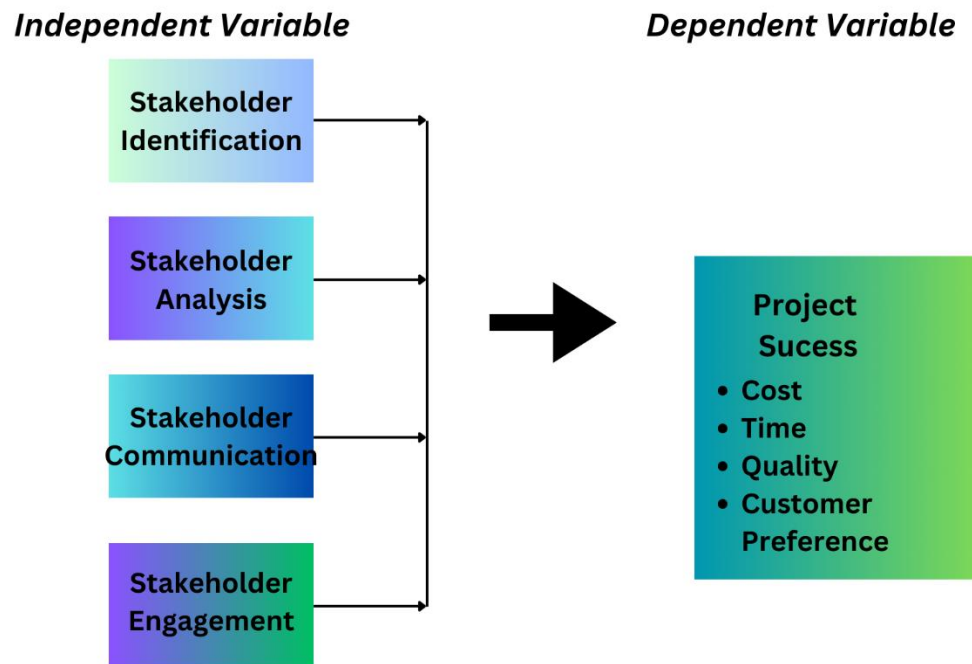 Independent Variable
Dependent Variable
Stakeholder
Identification
Stakeholder
Analysis
Stakeholder
Communication
Stakeholder
Engagement
Project
Sucess
• Cost
• Time
• Quality
• Customer
Preference